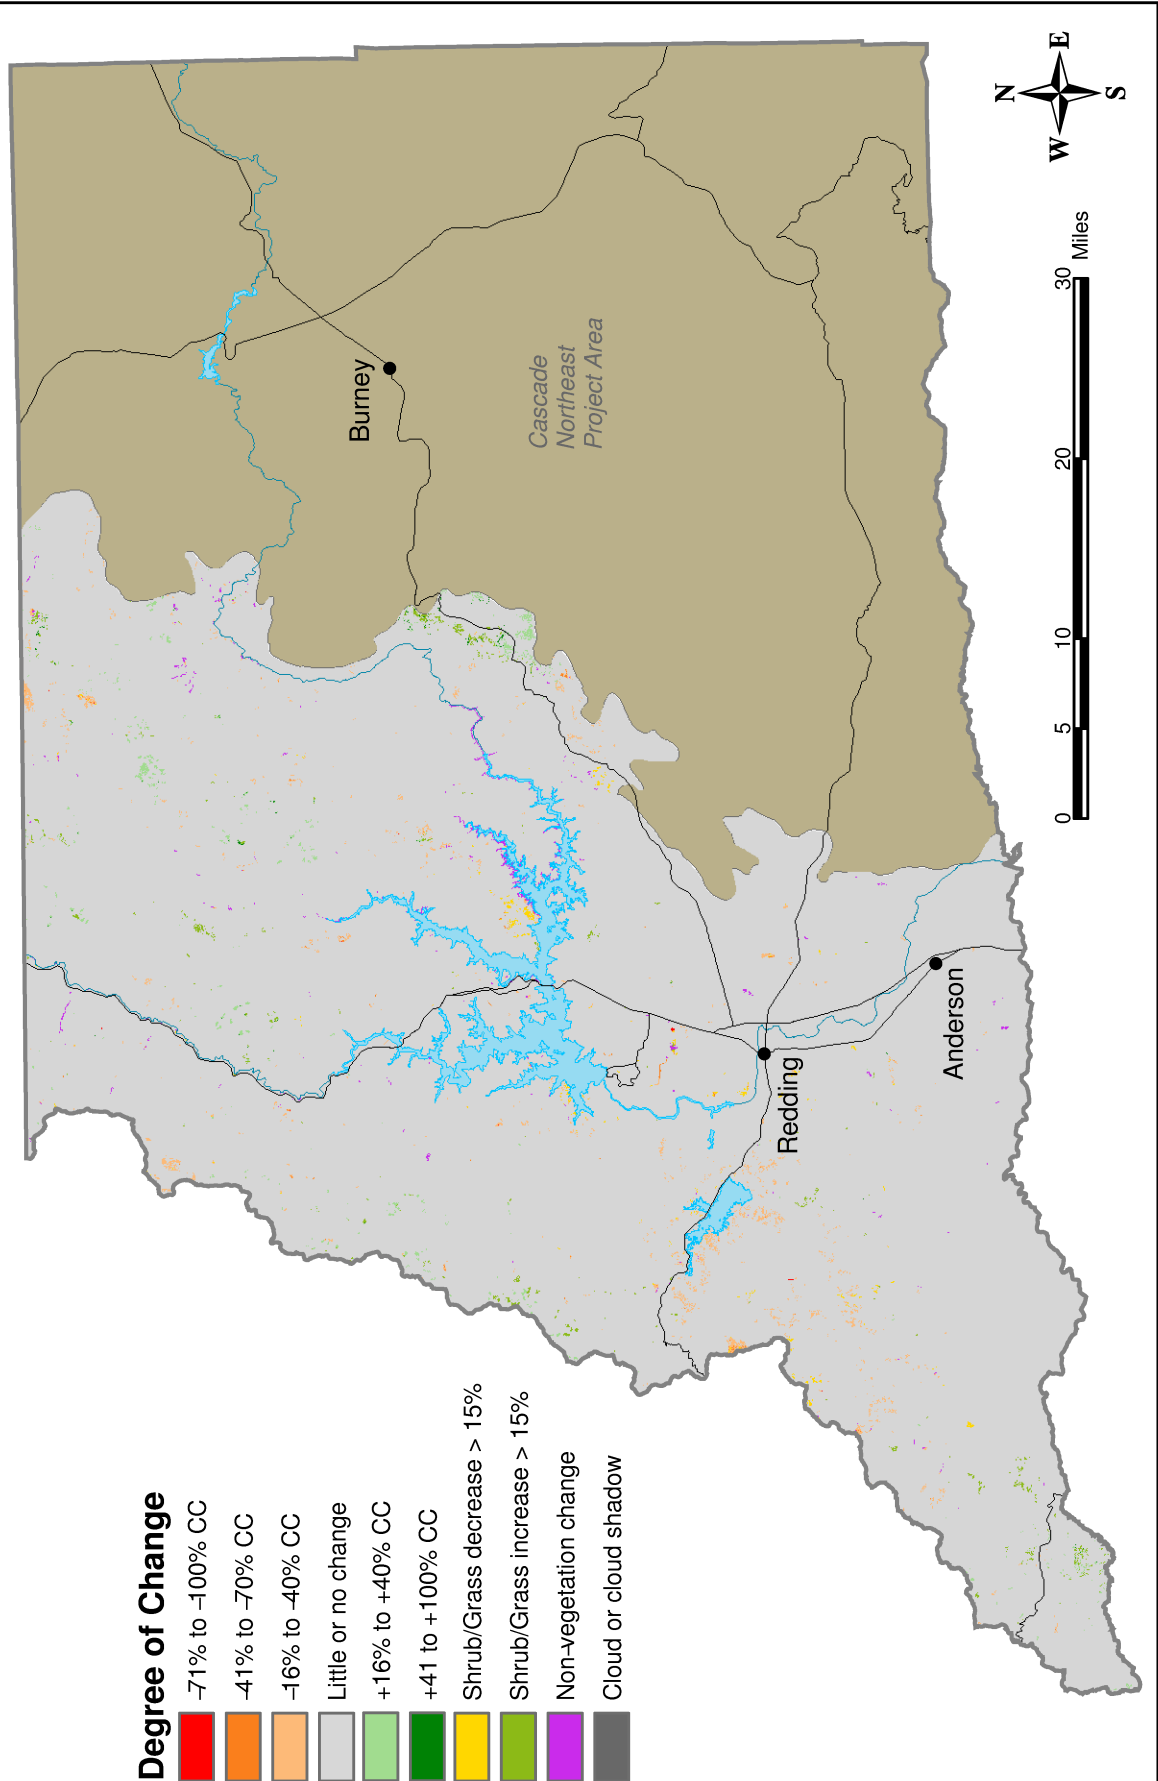 Degree of Change
-71% to -100% CC
-41% to -70% CC
-16% to -40% CC
Little or no change
+16% to +40% CC
+41 to +100% CC
Shrub/Grass decrease > 15%
Shrub/Grass increase > 15%
Non-vegetation change
Cloud or cloud shadow
Burney
Cascade
Northeast
Project Area
Redding
Anderson
0 5 10 20 30
Miles
N
W E
S